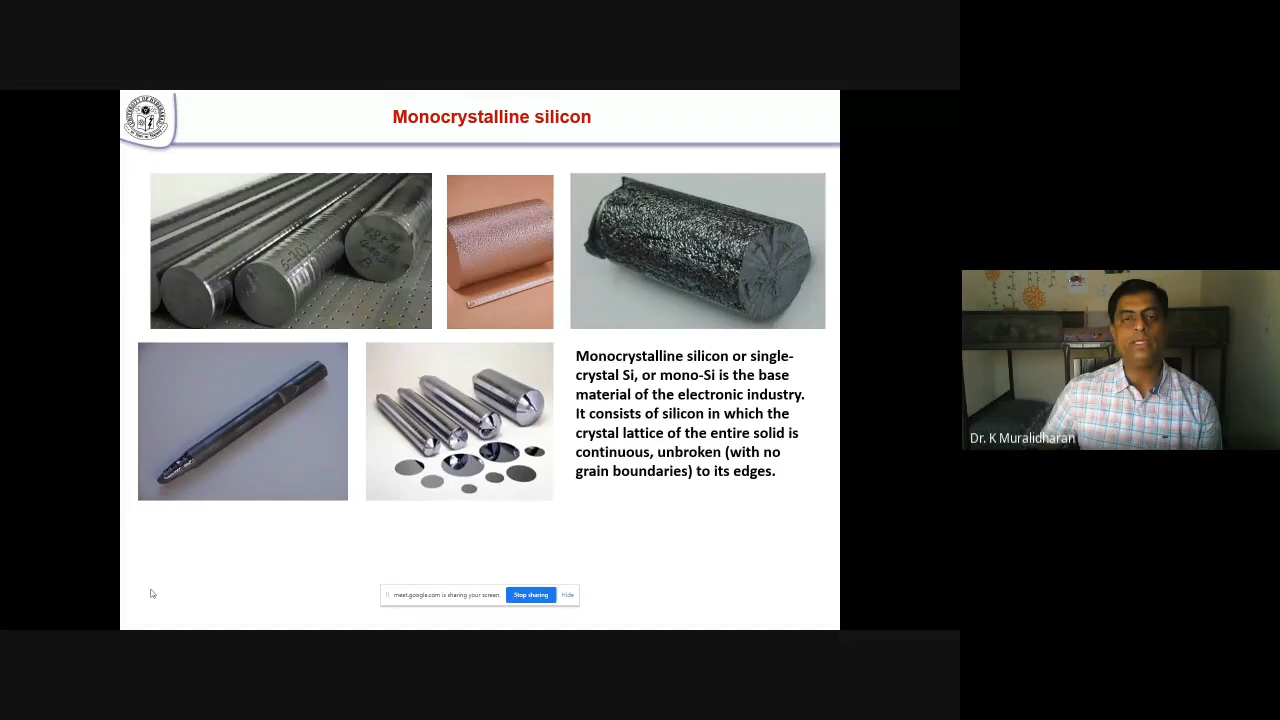 Monocrystalline silicon
Monocrystalline silicon or single-
crystal Si, or mono-Si is the base
material of the electronic industry.
It consists of silicon in which the
crystal lattice of the entire solid is
continuous, unbroken (with no
grain boundaries) to its edges.
meet.google.com is sharing your screen.
Stop sharing
Hide
Dr. K Muralidharan